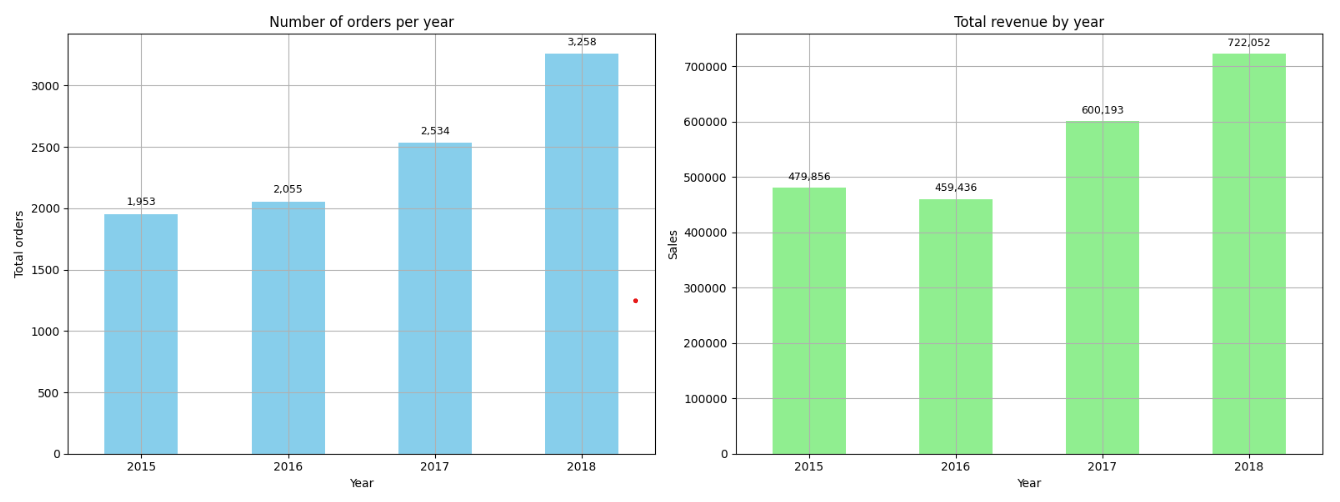 Number of orders per year
3,258
3000
2,534
2500
2,055
1,953
2000
1500
1000
500
0
2015 2016 2017 2018
Year
Total orders
Total revenue by year
722,052
700000
600,193
600000
479,856
459,436
500000
400000
300000
200000
100000
0
2015 2016 2017 2018
Year
Sales